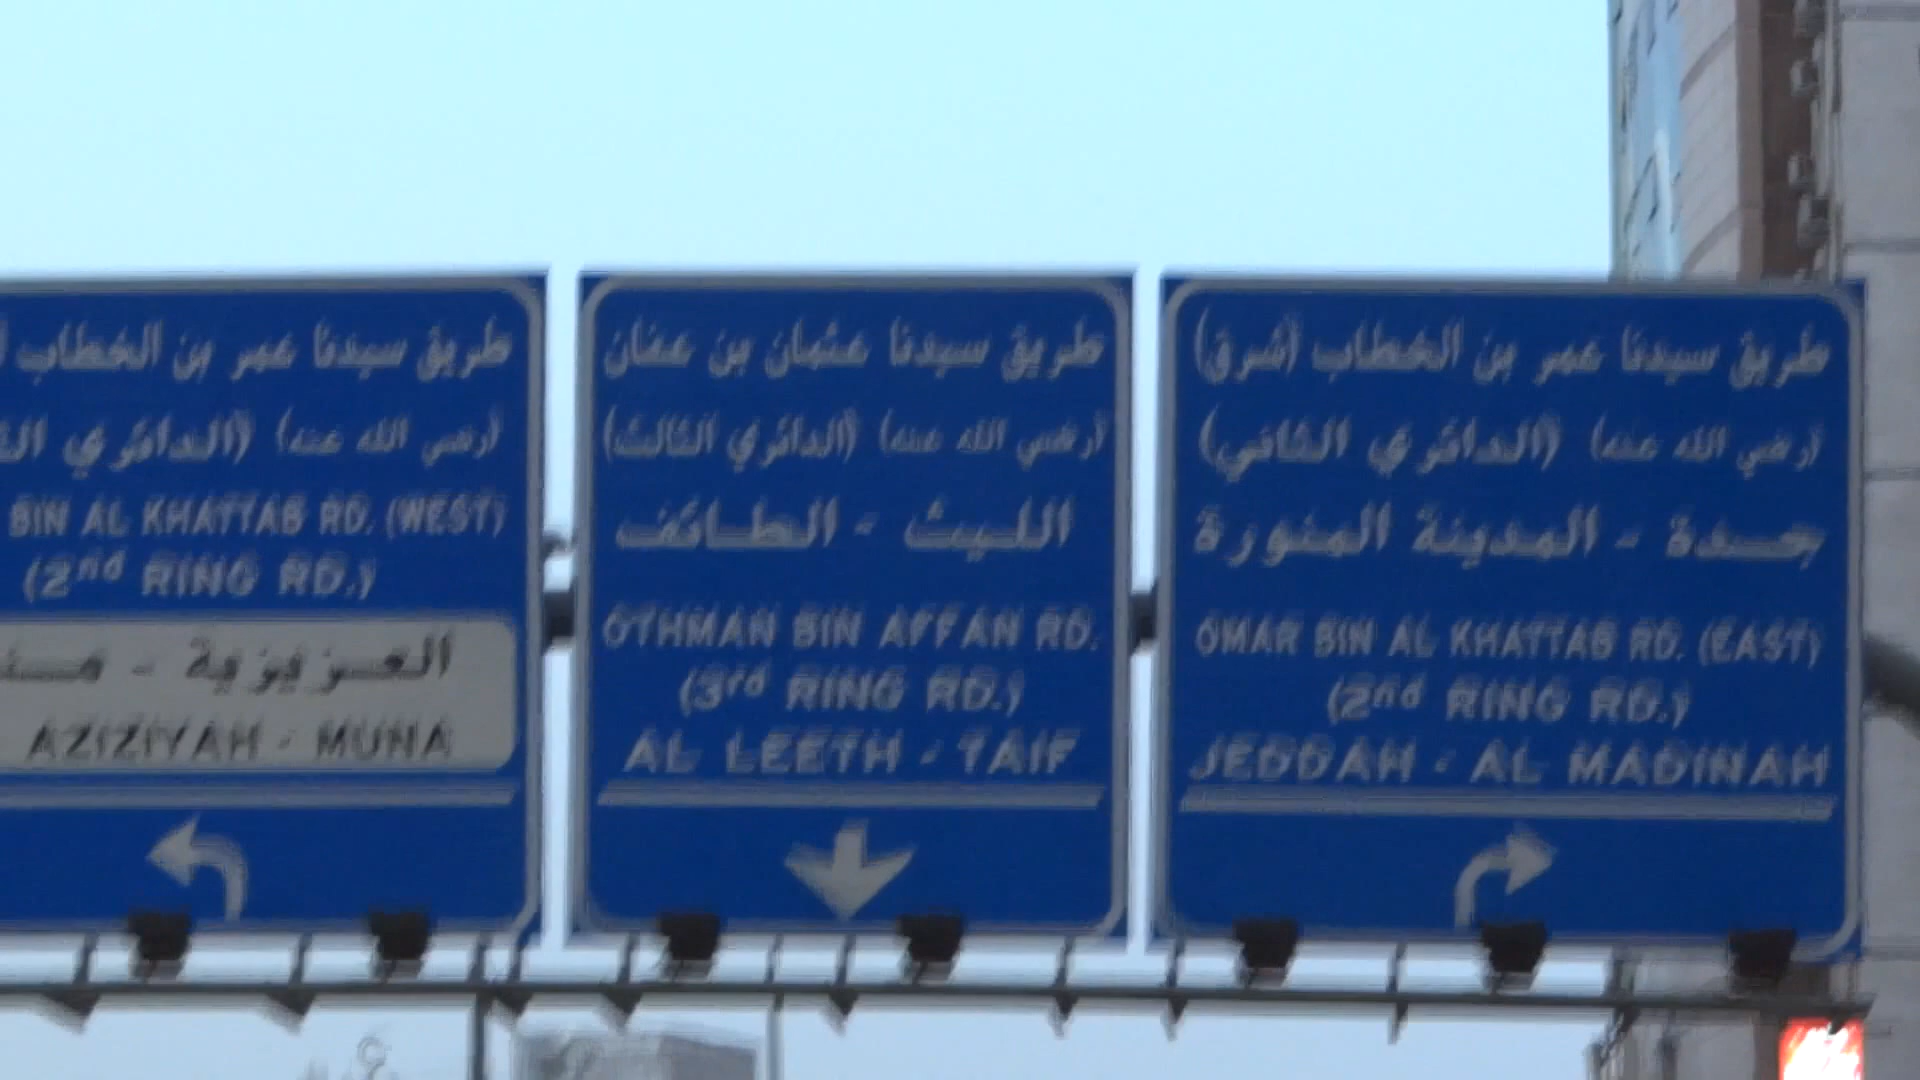 طريق سيدنا عمر بن الخطاب
(رضي الله عنه) (الدائري
BIN AL KHATTAB RD. (WEST)
(2nd RING RD.)
العزيزية -
AZIZIYAH - MUNA
طريق سيدنا عثمان بن عفان
(رضي الله عنه) (الدائري الثالث)
الليث - الطائف
OTHMAN BIN AFFAN RD.
(3rd RING RD.)
AL LEETH - TAIF
طريق سيدنا عمر بن الخطاب (شرق)
(رضي الله عنه) (الدائري الثاني)
جدة - المدينة المنورة
OMAR BIN AL KHATTAB RD. (EAST)
(2nd RING RD.)
JEDDAH - AL MADINAH